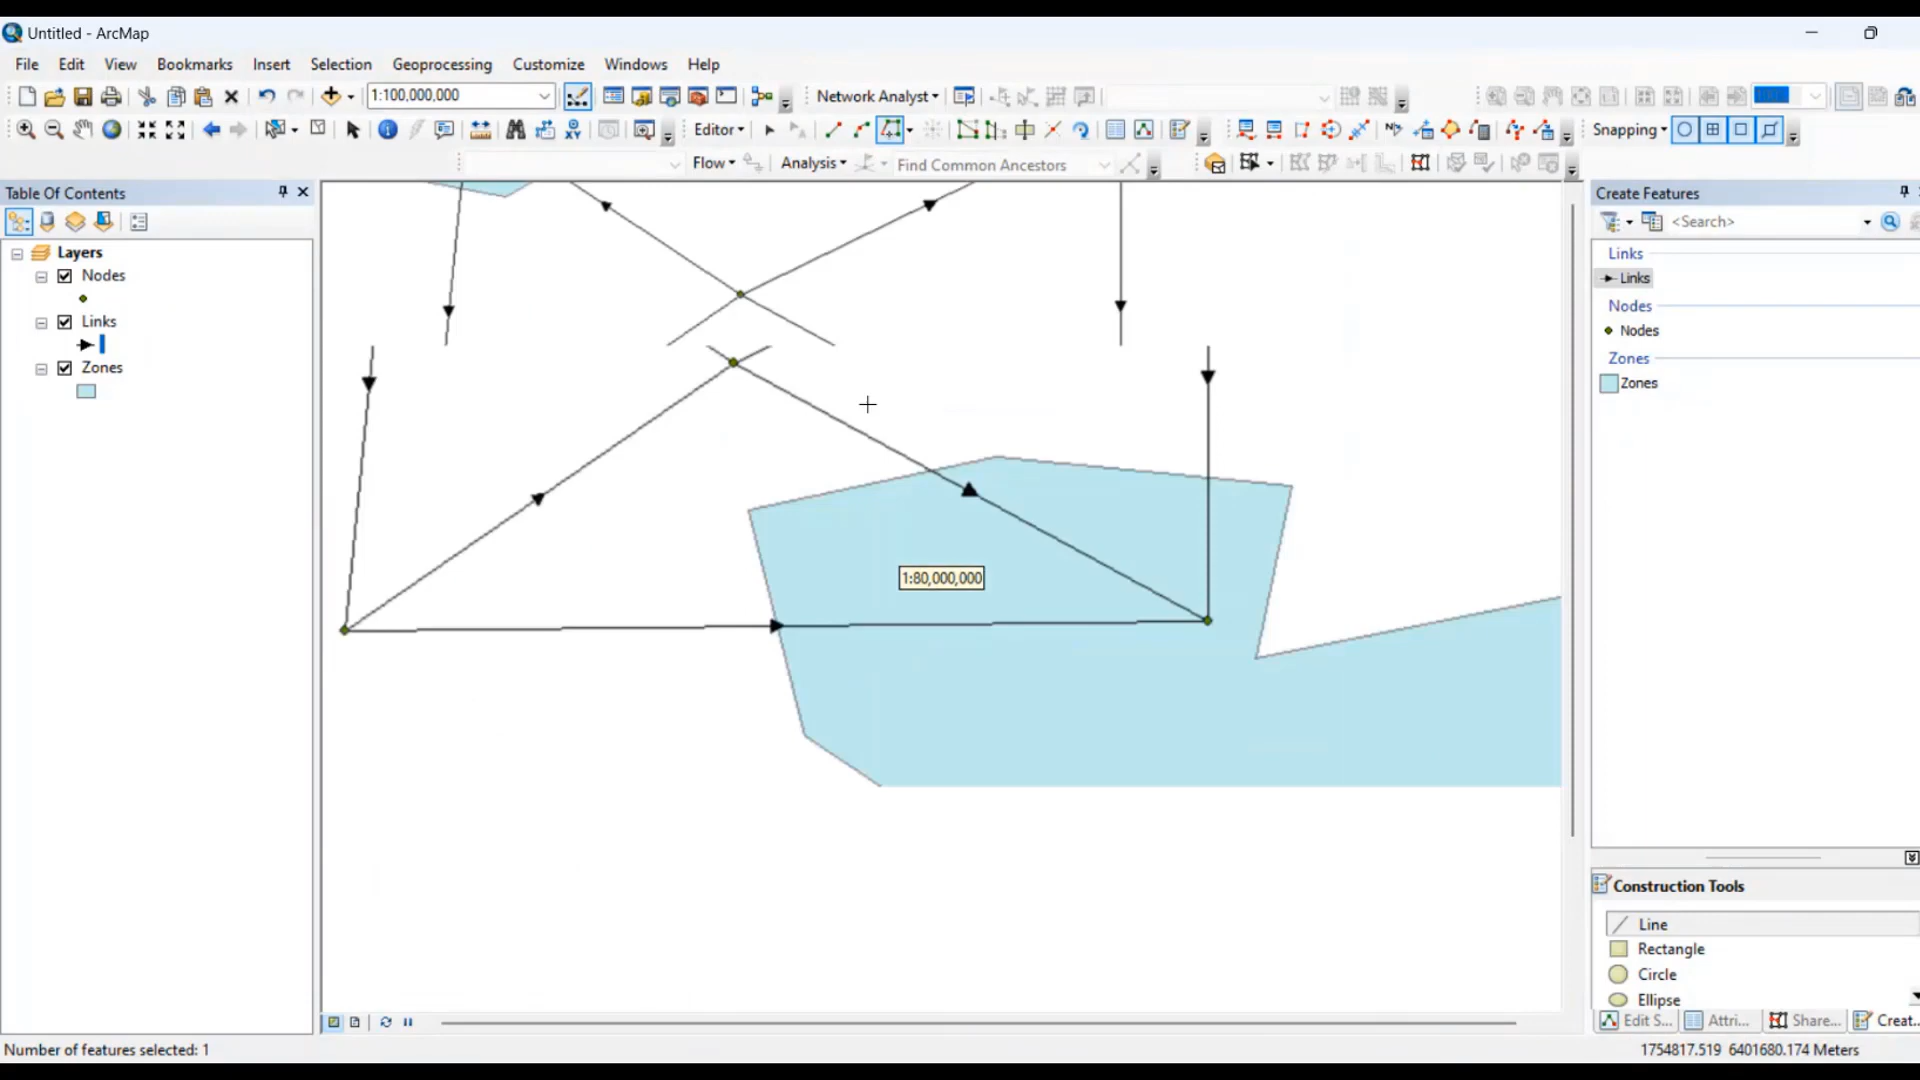 Untitled - ArcMap
File Edit View Bookmarks Insert Selection Geoprocessing Customize Windows Help
1:100,000,000 Network Analyst
Editor Snapping
Flow Analysis Find Common Ancestors
Table Of Contents
Layers
Nodes
Links
Zones
1:80,000,000
Create Features
<Search>
Links
Links
Nodes
Nodes
Zones
Zones
Construction Tools
Line
Rectangle
Circle
Ellipse
Edit S... Attri... Share... Creat...
Number of features selected: 1
1754817.519 6401680.174 Meters